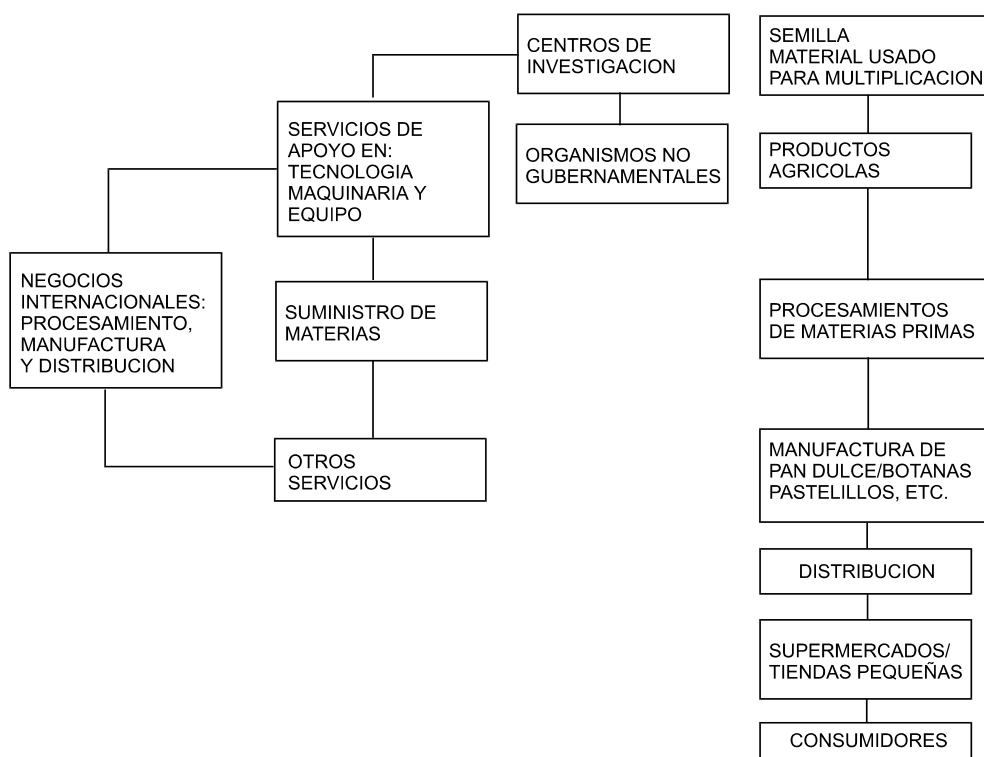 CENTROS DE
INVESTIGACION
ORGANISMOS NO
GUBERNAMENTALES
SERVICIOS DE
APOYO EN:
TECNOLOGIA
MAQUINARIA Y
EQUIPO
NEGOCIOS
INTERNACIONALES:
PROCESAMIENTO,
MANUFACTURA
Y DISTRIBUCION
SUMINISTRO DE
MATERIAS
OTROS
SERVICIOS
SEMILLA
MATERIAL USADO
PARA MULTIPLICACION
PRODUCTOS
AGRICOLAS
PROCESAMIENTOS
DE MATERIAS PRIMAS
MANUFACTURA DE
PAN DULCE/BOTANAS
PASTELILLOS, ETC.
DISTRIBUCION
SUPERMERCADOS/
TIENDAS PEQUEÑAS
CONSUMIDORES